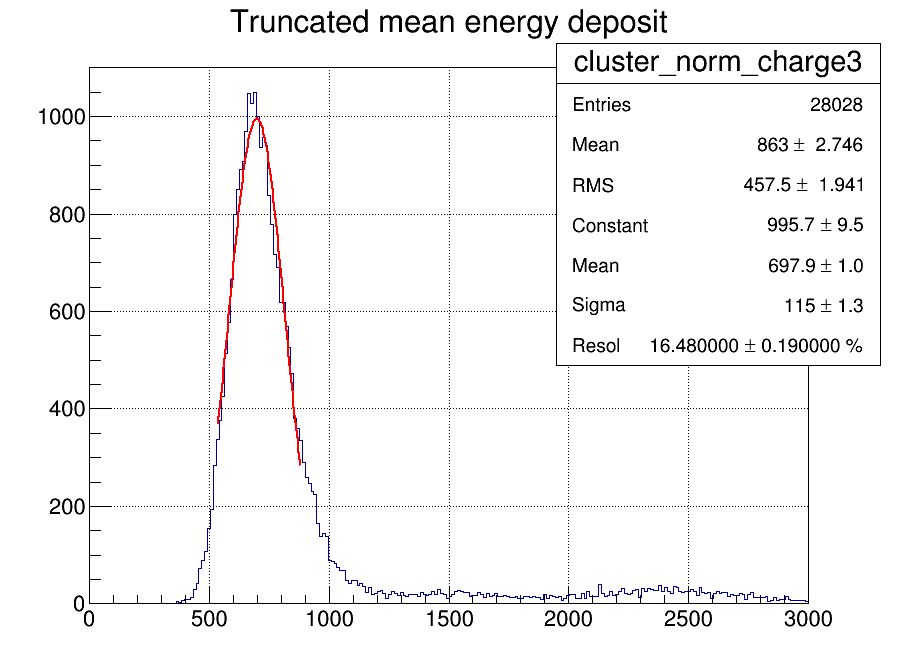 Truncated mean energy deposit
cluster_norm_charge3
Entries 28028
Mean 863 ± 2.746
RMS 457.5 ± 1.941
Constant 995.7 ± 9.5
Mean 697.9 ± 1.0
Sigma 115 ± 1.3
Resol 16.480000 ± 0.190000 %
1000
800
600
400
200
0
0 500 1000 1500 2000 2500 3000